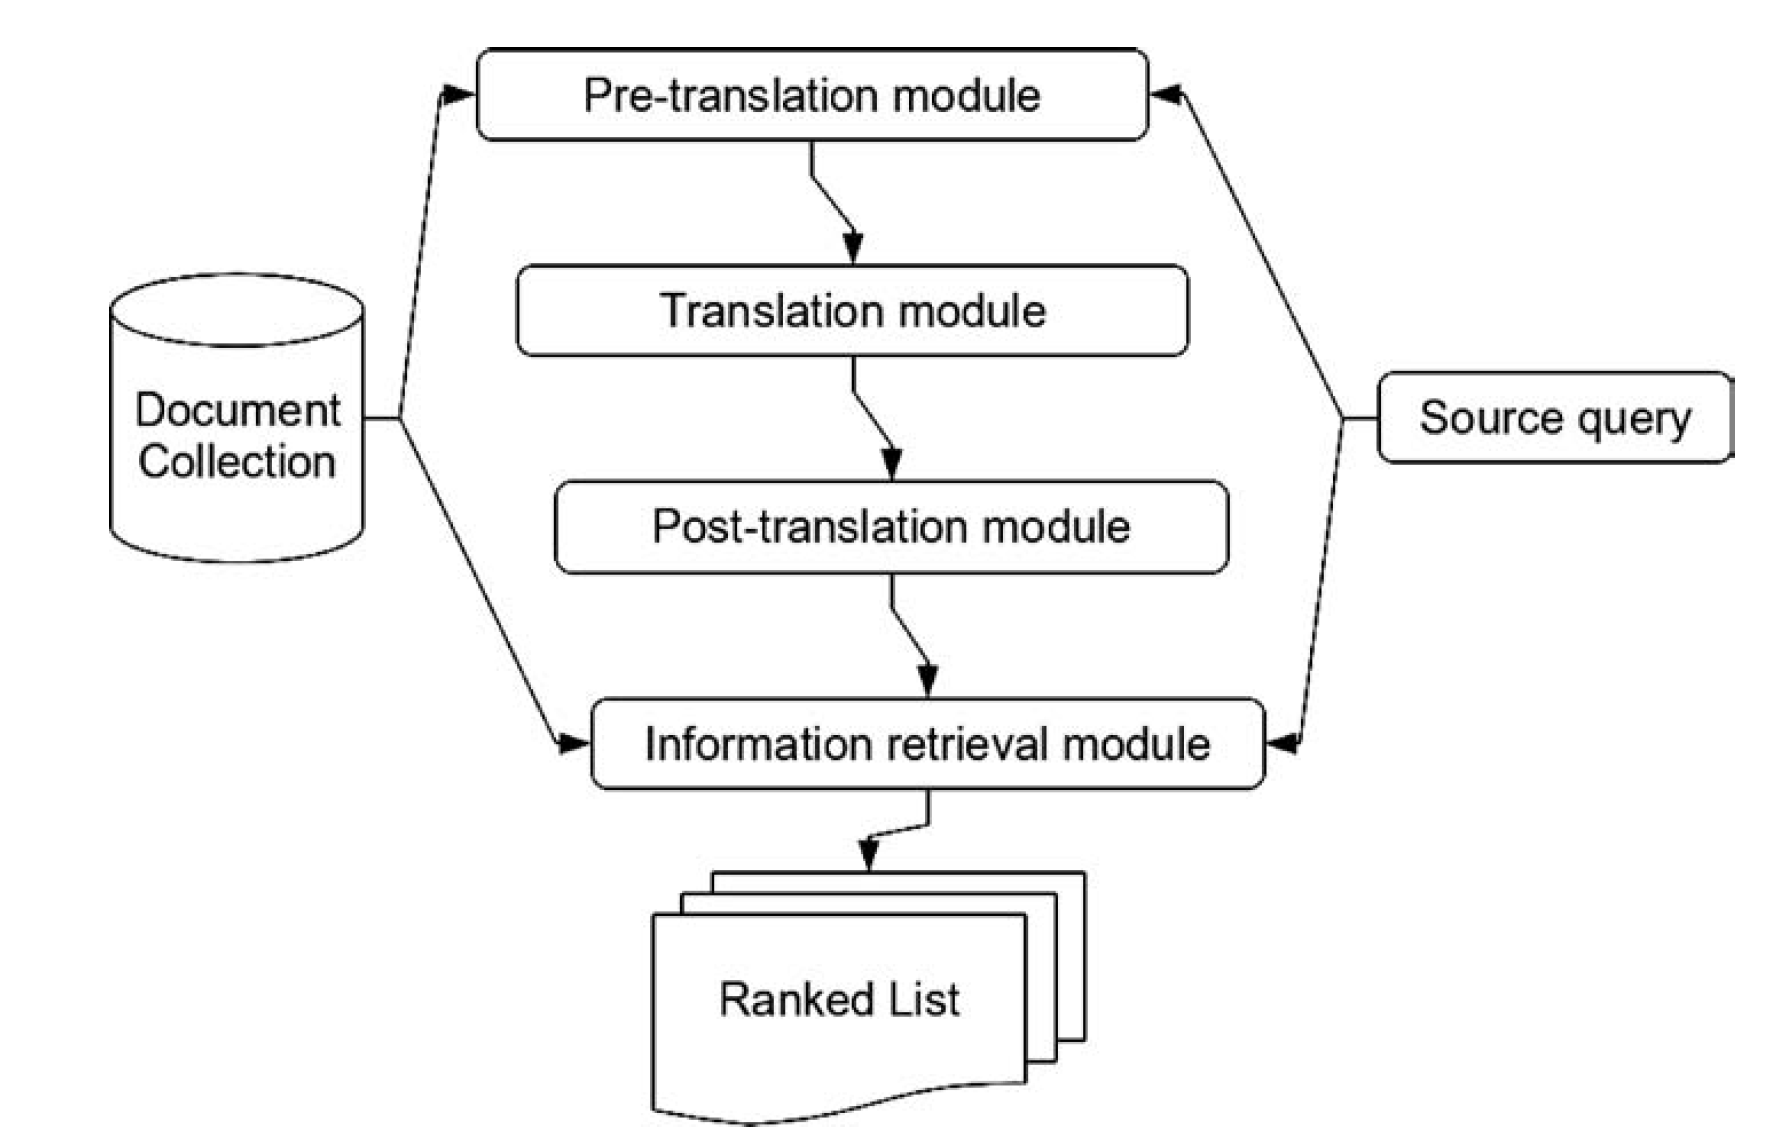 Pre-translation module
Translation module
Document
Collection
Source query
Post-translation module
Information retrieval module
Ranked List